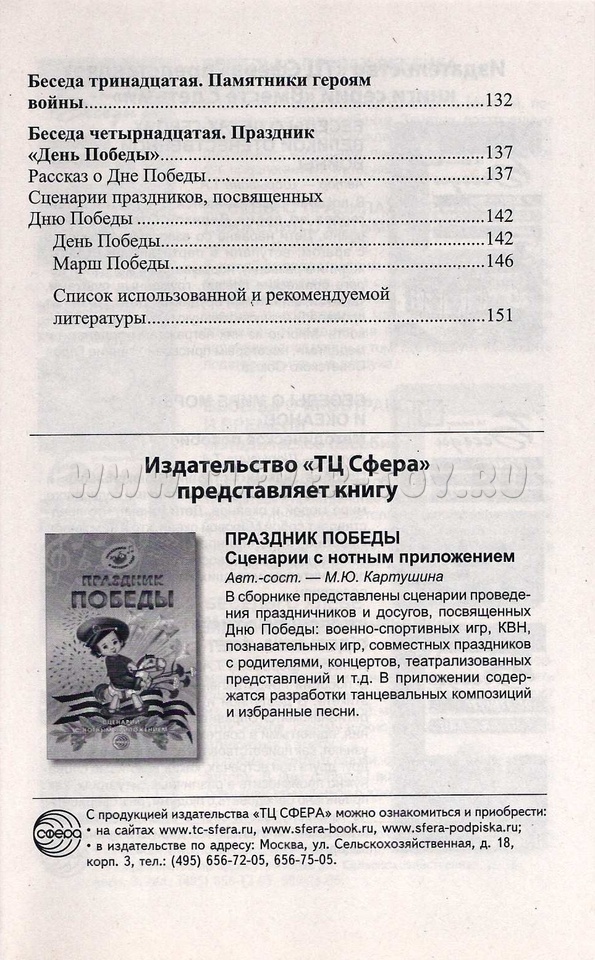 Беседа тринадцатая. Памятники героям
войны..........132
Беседа четырнадцатая. Праздник
«День Победы»..........137
Рассказ о Дне Победы..........137
Сценарии праздников, посвященных
Дню Победы ..........142
День Победы..........142
Марш Победы..........146
Список использованной и рекомендуемой
литературы..........151
Издательство «ТЦ Сфера»
представляет книгу
ПРАЗДНИК
ПОБЕДЫ
СЦЕНАРИИ
С НОТНЫМ ПРИЛОЖЕНИЕМ
ПРАЗДНИК ПОБЕДЫ
Сценарии с нотным приложением
Авт.-сост. — М.Ю. Картушина
В сборнике представлены сценарии проведе-
ния праздничников и досугов, посвященных
Дню Победы: военно-спортивных игр, КВН,
познавательных игр, совместных праздников
с родителями, концертов, театрализованных
представлений и т.д. В приложении содер-
жатся разработки танцевальных композиций
и избранные песни.
сфера
С продукцией издательства «ТЦ СФЕРА» можно ознакомиться и приобрести:
• на сайтах www.tc-sfera.ru, www.sfera-book.ru, www.sfera-podpiska.ru;
• в издательстве по адресу: Москва, ул. Сельскохозяйственная, д. 18,
корп. 3, тел.: (495) 656-72-05, 656-75-05.